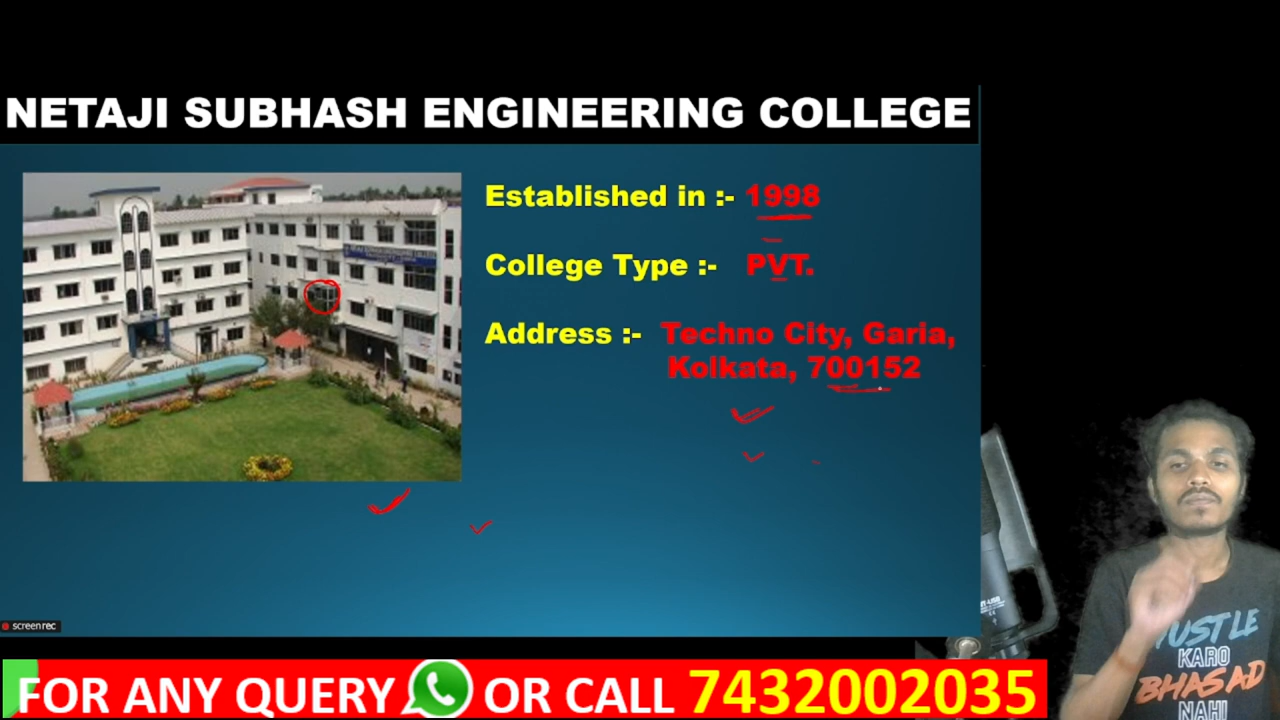 NETAJI SUBHASH ENGINEERING COLLEGE
Established in :- 1998
College Type :- PVT.
Address :- Techno City, Garia,
Kolkata, 700152
screenrec
FOR ANY QUERY OR CALL 7432002035
HUSTLE
KARO
BHASAD
NAHI